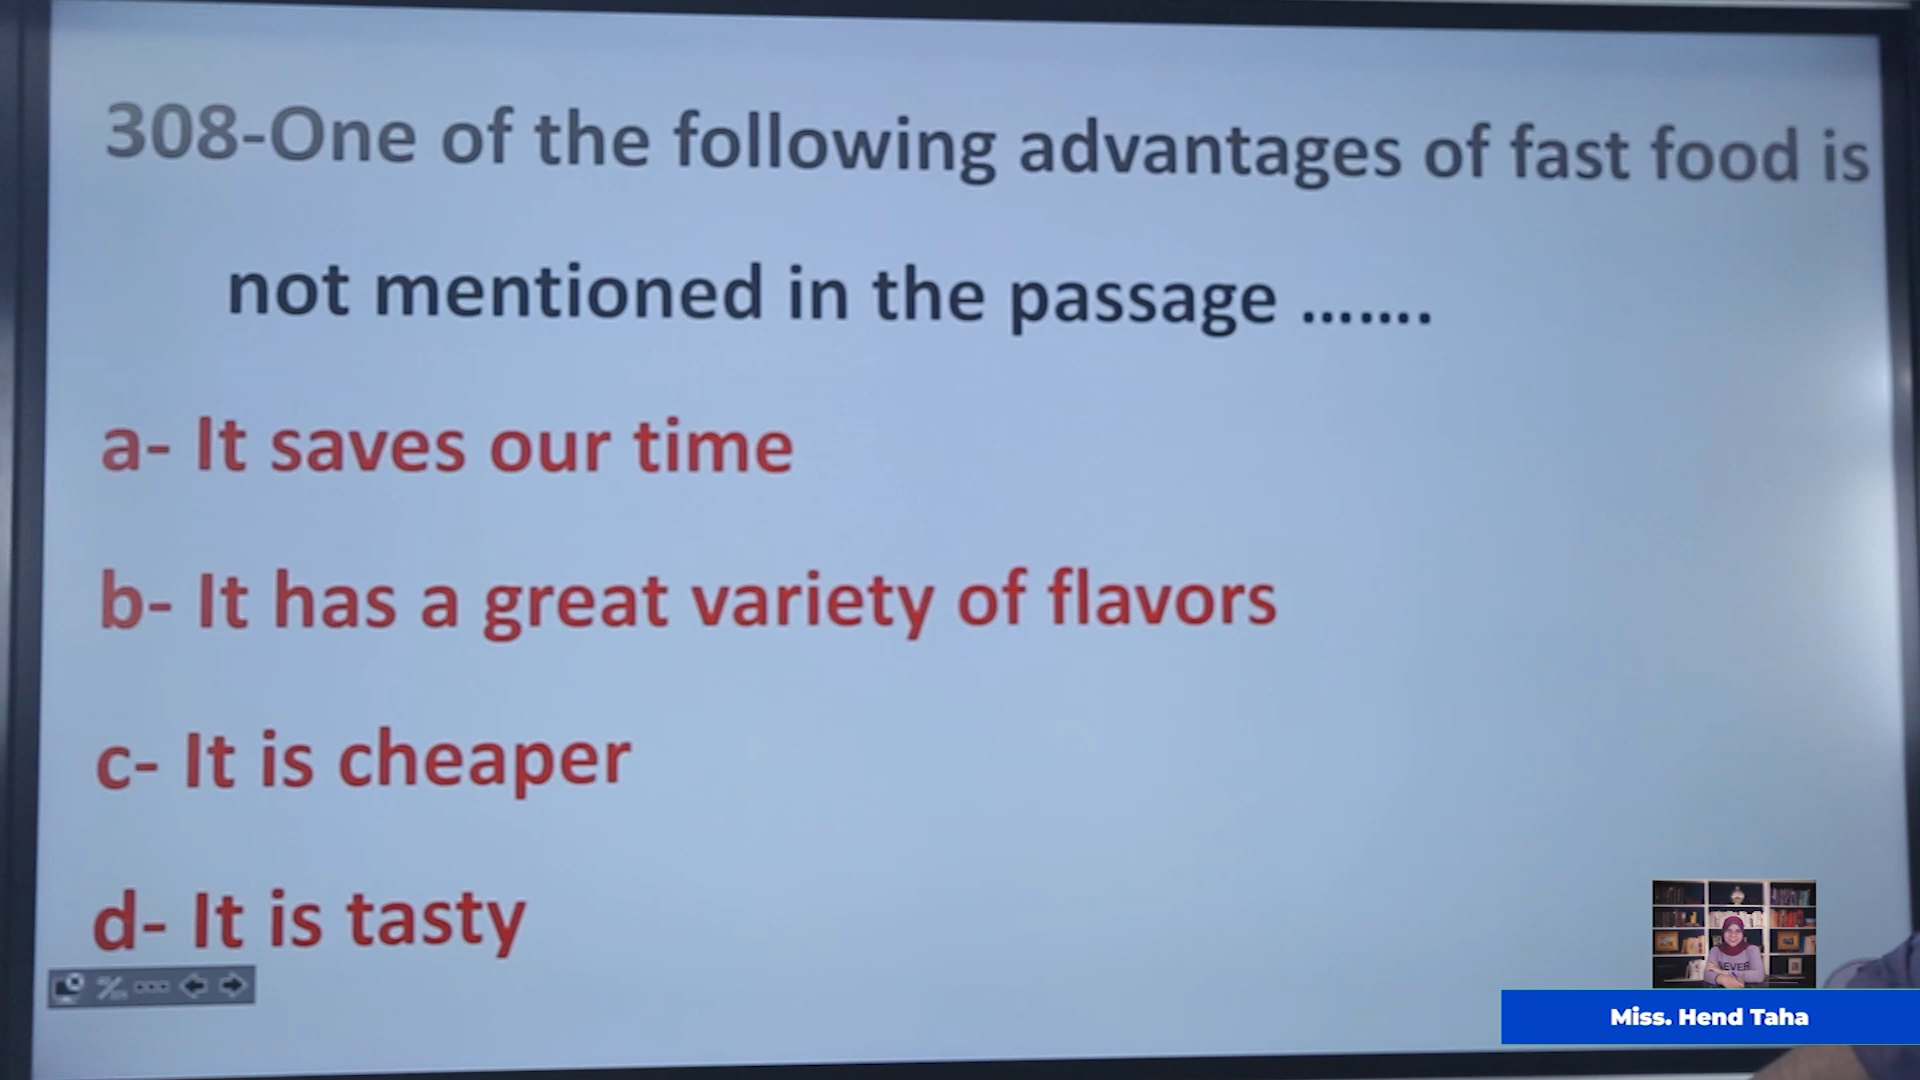 308-One of the following advantages of fast food is
not mentioned in the passage .......
a- It saves our time
b- It has a great variety of flavors
c- It is cheaper
d- It is tasty
Miss. Hend Taha